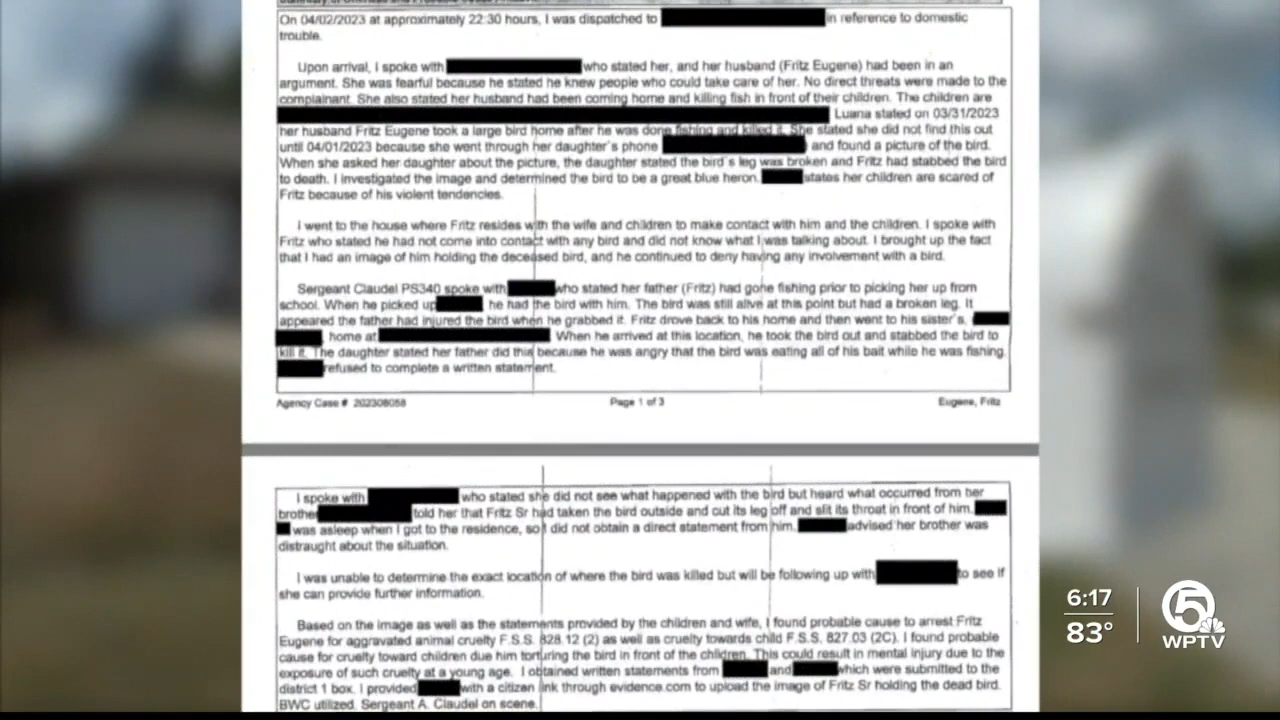 On 04/02/2023 at approximately 22:30 hours, I was dispatched to in reference to domestic
trouble.
Upon arrival, I spoke with who stated her, and her husband (Fritz Eugene) had been in an
argument. She was fearful because he stated he knew people who could take care of her. No direct threats were made to the
complainant. She also stated her husband had been coming home and killing fish in front of their children. The children are
Luana stated on 03/31/2023
her husband Fritz Eugene took a large bird home after he was done fishing and killed it. She stated she did not find this out
until 04/01/2023 because she went through her daughter's phone ) and found a picture of the bird.
When she asked her daughter about the picture, the daughter stated the bird's leg was broken and Fritz had stabbed the bird
to death. I investigated the image and determined the bird to be a great blue heron. states her children are scared of
Fritz because of his violent tendencies.
I went to the house where Fritz resides with the wife and children to make contact with him and the children. I spoke with
Fritz who stated he had not come into contact with any bird and did not know what I was talking about. I brought up the fact
that I had an image of him holding the deceased bird, and he continued to deny having any involvement with a bird.
Sergeant Claudel PS340 spoke with who stated her father (Fritz) had gone fishing prior to picking her up from
school. When he picked up he had the bird with him. The bird was still alive at this point but had a broken leg. It
appeared the father had injured the bird when he grabbed it. Fritz drove back to his home and then went to his sister's,
, home at When he arrived at this location, he took the bird out and stabbed the bird to
kill it. The daughter stated her father did this because he was angry that the bird was eating all of his bait while he was fishing.
refused to complete a written statement.
Agency Case # 202308058 Page 1 of 3 Eugene, Fritz
I spoke with who stated she did not see what happened with the bird but heard what occurred from her
brother told her that Fritz Sr had taken the bird outside and cut its leg off and slit its throat in front of him.
was asleep when I got to the residence, so I did not obtain a direct statement from him. advised her brother was
distraught about the situation.
I was unable to determine the exact location of where the bird was killed but will be following up with to see if
she can provide further information.
Based on the image as well as the statements provided by the children and wife, I found probable cause to arrest Fritz
Eugene for aggravated animal cruelty F.S.S. 828.12 (2) as well as cruelty towards child F.S.S. 827.03 (2C). I found probable
cause for cruelty toward children due him torturing the bird in front of the children. This could result in mental injury due to the
exposure of such cruelty at a young age. I obtained written statements from and which were submitted to the
district 1 box. I provided with a citizen link through evidence.com to upload the image of Fritz Sr holding the dead bird.
BWC utilized. Sergeant A. Claudel on scene.
6:17
83°
5
WPTV